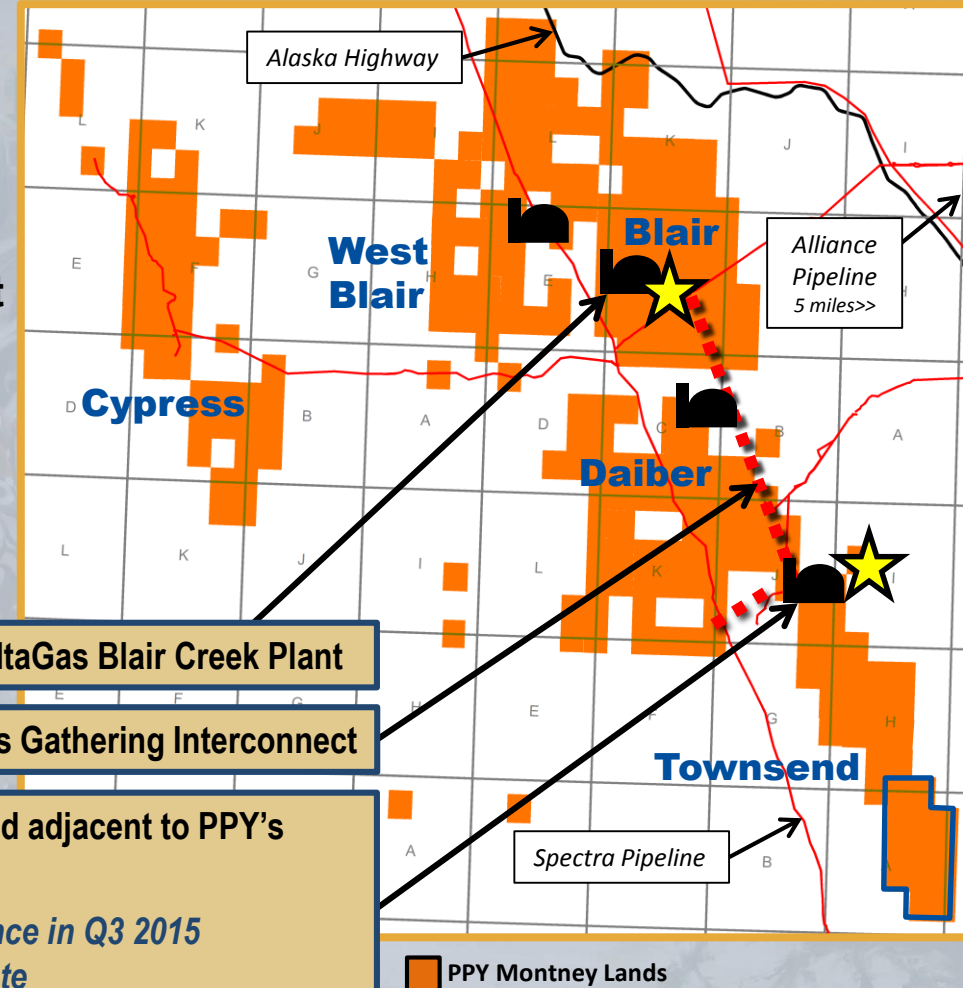 Alaska Highway
L
K
J
I
L
K
J
I
t
E
F
G
H
E
West
Blair
Blair
Alliance
Pipeline
5 miles>>
H
Cypress
D
B
A
D
C
B
A
Daiber
L
K
J
I
L
K
J
I
ltaGas Blair Creek Plant
E
F
G
H
E
F
G
H
s Gathering Interconnect
Townsend
d adjacent to PPY's
A
B
A
Spectra Pipeline
nce in Q3 2015
te
PPY Montney Lands